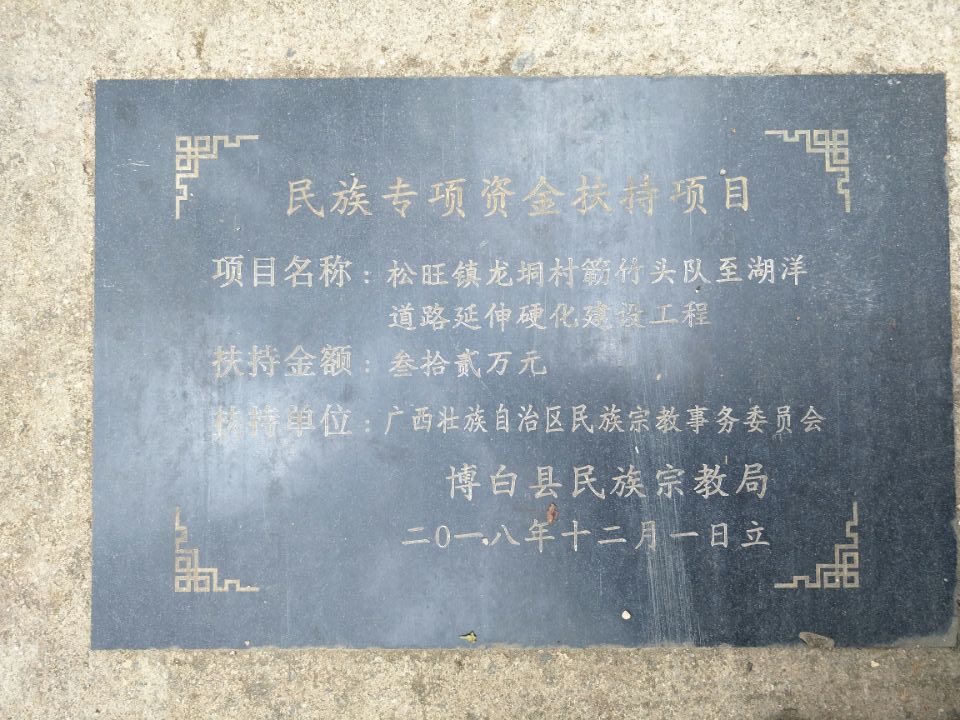 民族专项资金扶持项目
项目名称：松旺镇龙垌村簕竹头队至湖洋
道路延伸硬化建设工程
扶持金额：叁拾贰万元
扶持单位：广西壮族自治区民族宗教事务委员会
博白县民族宗教局
二0一八年十二月一日立